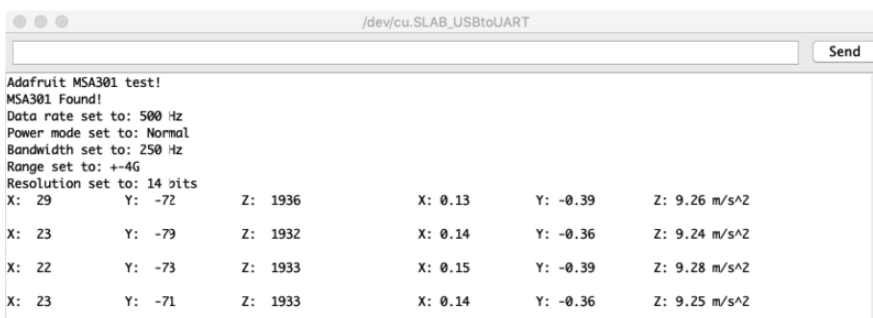 /dev/cu.SLAB_USBtoUART
Send
Adafruit MSA301 test!
MSA301 Found!
Data rate set to: 500 Hz
Power mode set to: Normal
Bandwidth set to: 250 Hz
Range set to: +-4G
Resolution set to: 14 bits
X: 29 Y: -72 Z: 1936 X: 0.13 Y: -0.39 Z: 9.26 m/s^2
X: 23 Y: -79 Z: 1932 X: 0.14 Y: -0.36 Z: 9.24 m/s^2
X: 22 Y: -73 Z: 1933 X: 0.15 Y: -0.39 Z: 9.28 m/s^2
X: 23 Y: -71 Z: 1933 X: 0.14 Y: -0.36 Z: 9.25 m/s^2